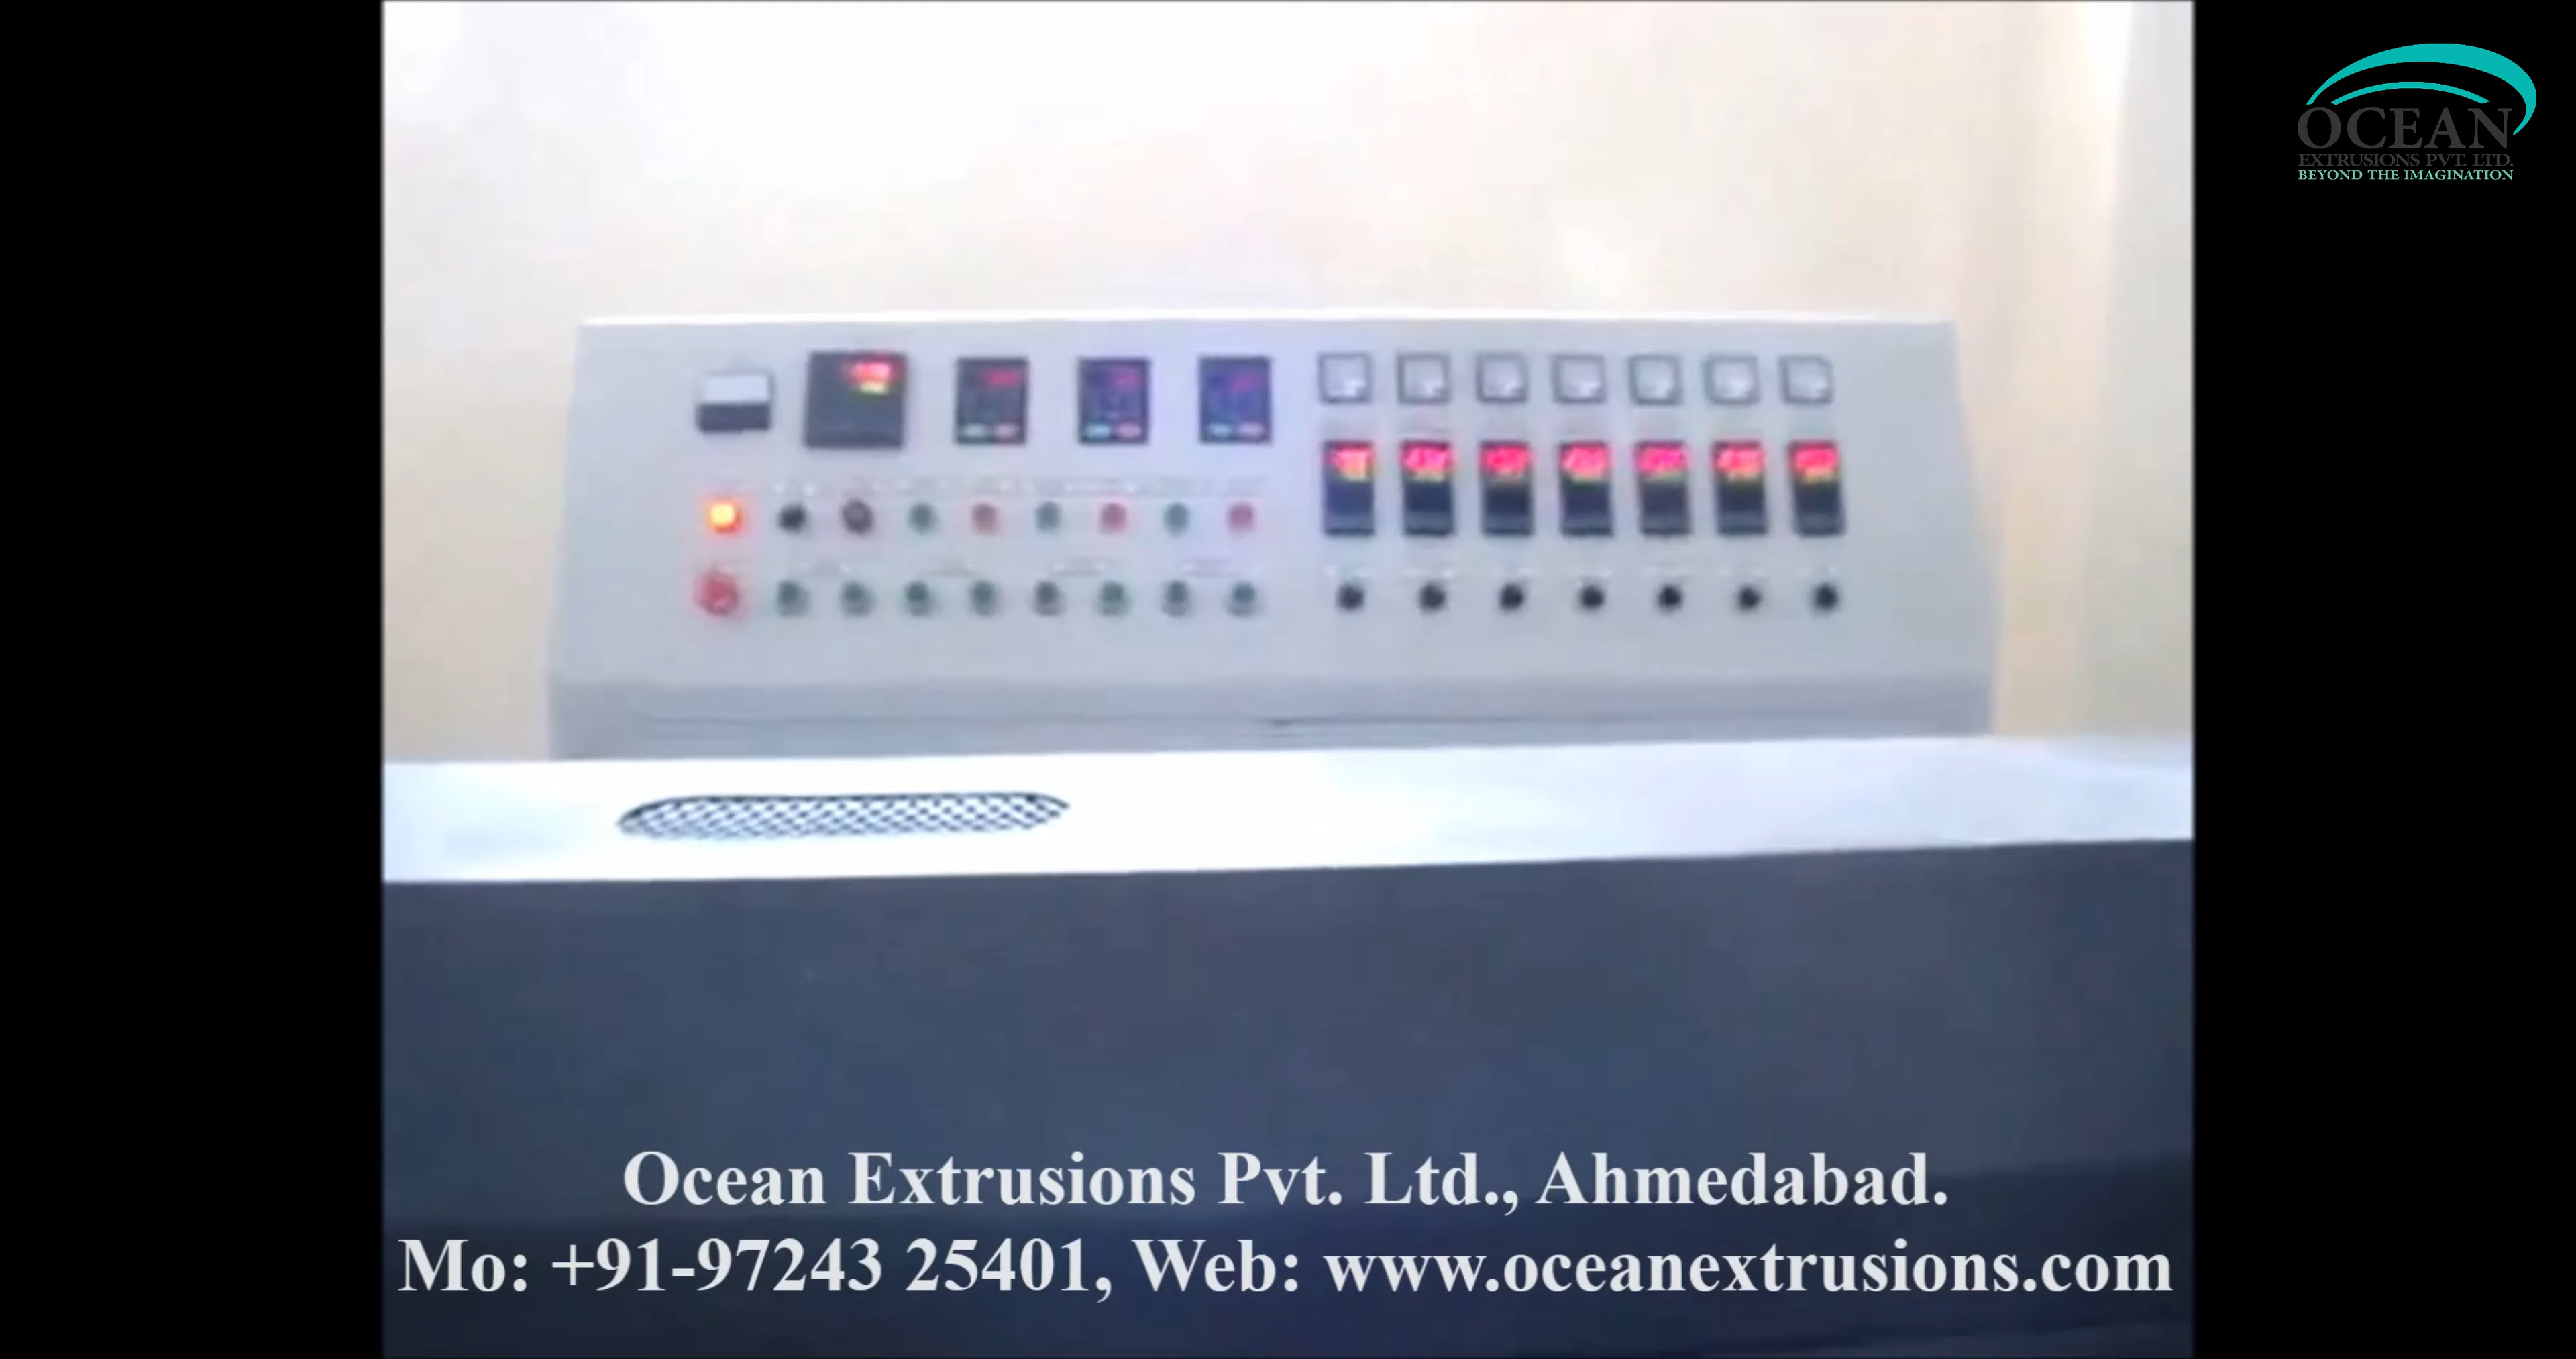 OCEAN
EXTRUSIONS PVT. LTD.
BEYOND THE IMAGINATION
Ocean Extrusions Pvt. Ltd., Ahmedabad.
Mo: +91-97243 25401, Web: www.oceanextrusions.com